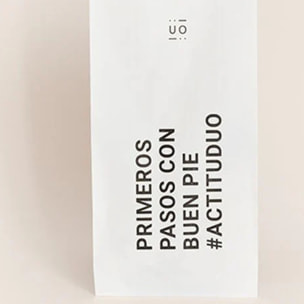 UO
PRIMEROS
PASOS CON
BUEN PIE
#ACTITUDUO